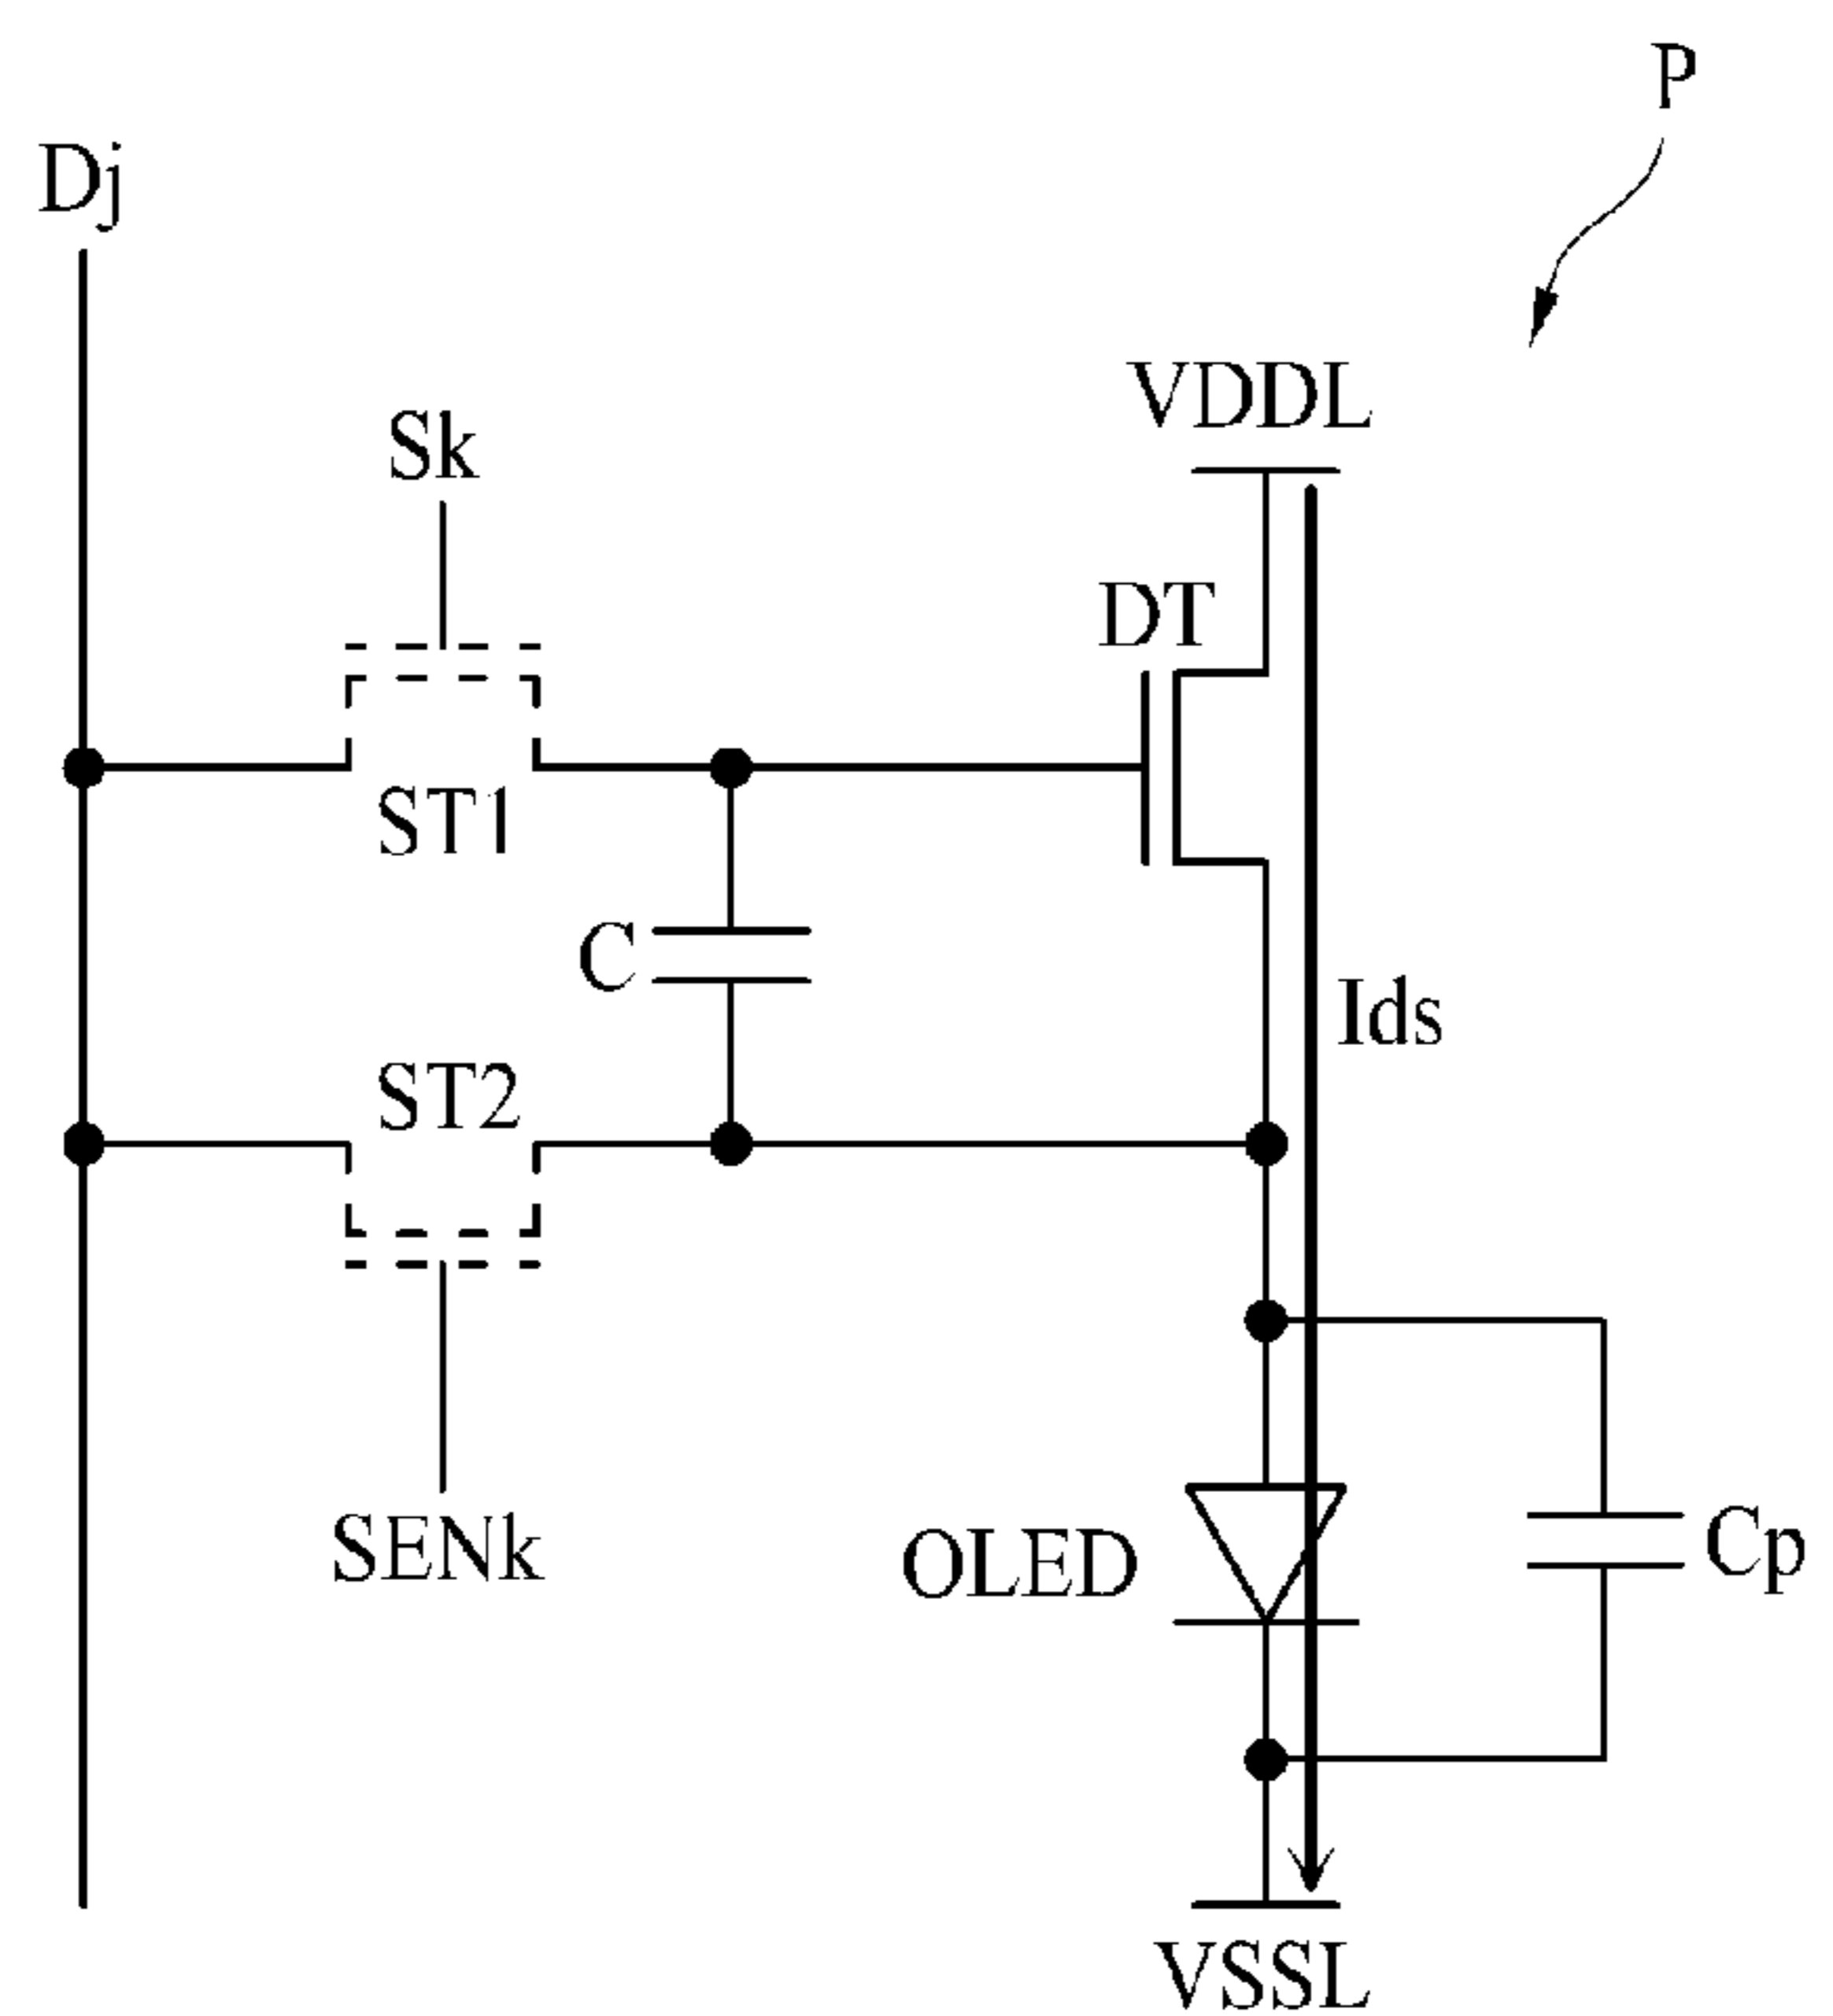 P
Dj
VDDL
Sk
DT
ST1
C
Ids
ST2
SENk
OLED
Cp
VSSL